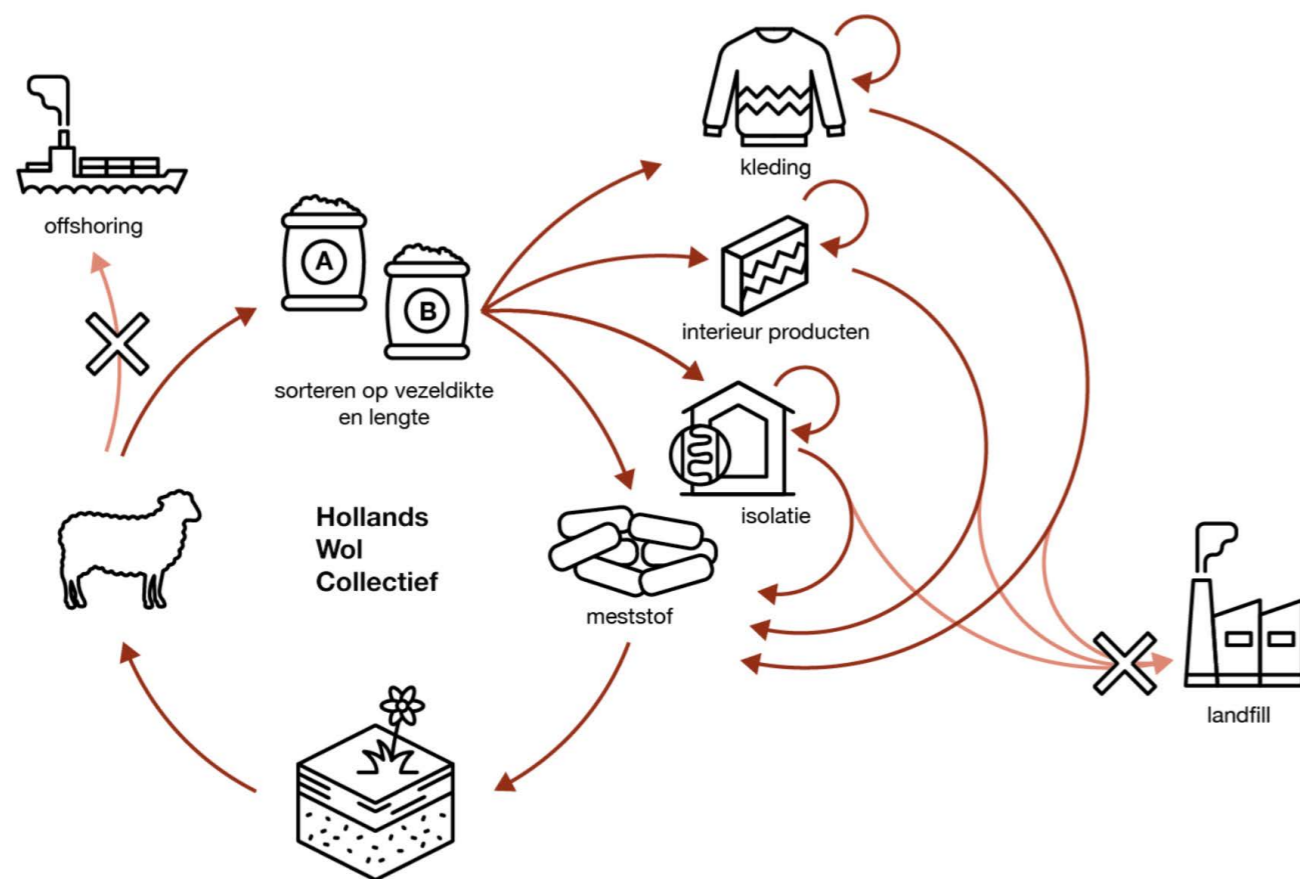 kleding
offshoring
A
B
interieur producten
sorteren op vezeldikte
en lengte
isolatie
Hollands
Wol
Collectief
meststof
landfill